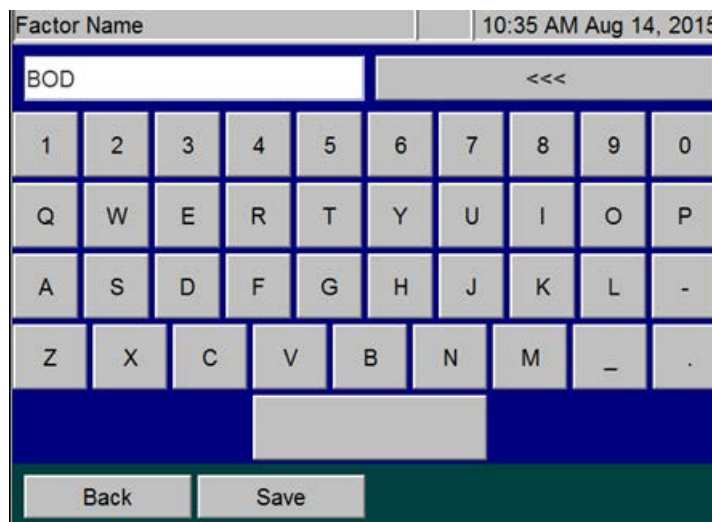 Factor Name 10:35 AM Aug 14, 2015
BOD <<<
1 2 3 4 5 6 7 8 9 0
Q W E R T Y U I O P
A S D F G H J K L -
Z X C V B N M _ .
Back Save